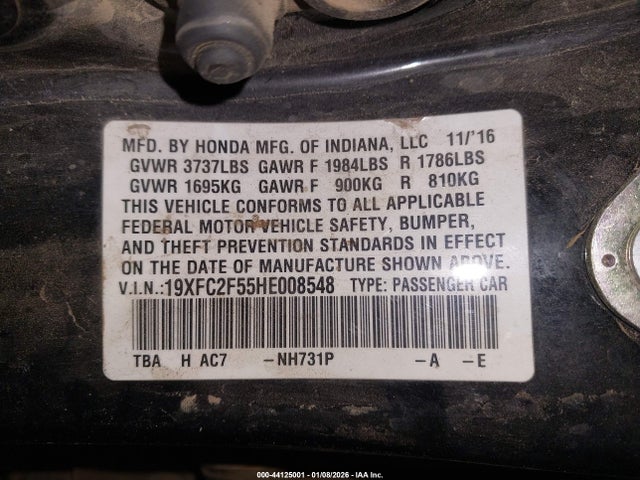 MFD. BY HONDA MFG. OF INDIANA, LLC 11/'16
GVWR 3737LBS GAWR F 1984LBS R 1786LBS
GVWR 1695KG GAWR F 900KG R 810KG
THIS VEHICLE CONFORMS TO ALL APPLICABLE
FEDERAL MOTOR VEHICLE SAFETY, BUMPER,
AND THEFT PREVENTION STANDARDS IN EFFECT
ON THE DATE OF MANUFACTURE SHOWN ABOVE.
V.I.N.:19XFC2F55HE008548 TYPE: PASSENGER CAR
TBA H AC7 -NH731P -A -E
000-44125001 - 01/08/2026 - IAA Inc.